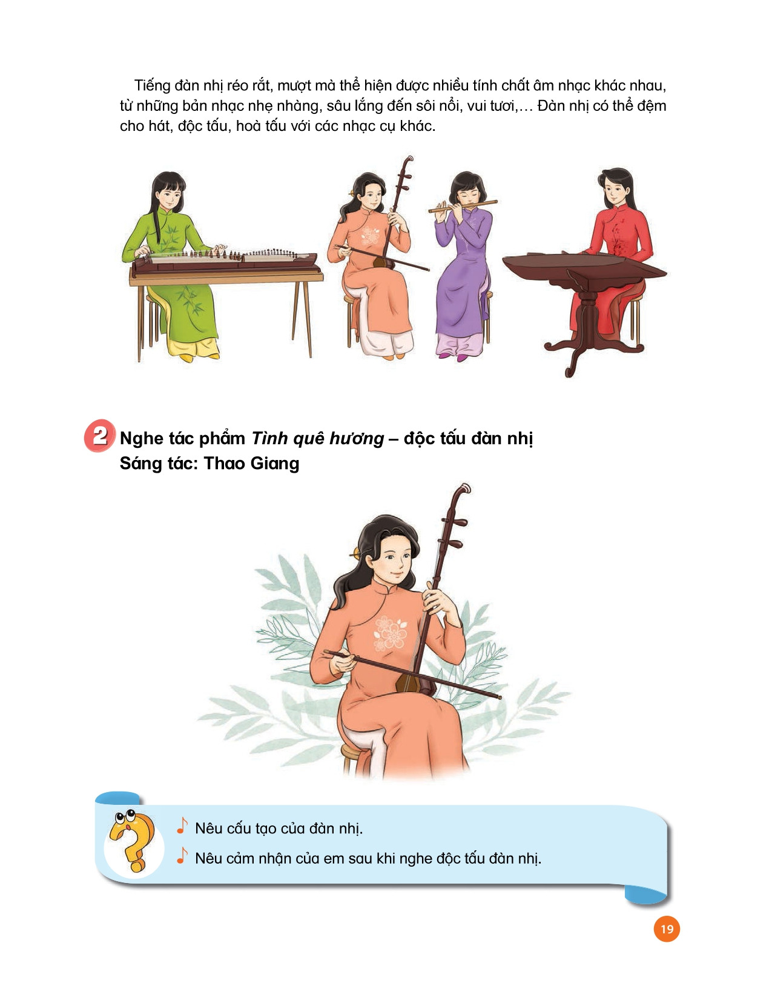 Tiếng đàn nhị réo rắt, mượt mà thể hiện được nhiều tính chất âm nhạc khác nhau,
từ những bản nhạc nhẹ nhàng, sâu lắng đến sôi nổi, vui tươi,... Đàn nhị có thể đệm
cho hát, độc tấu, hoà tấu với các nhạc cụ khác.
2 Nghe tác phẩm Tình quê hương – độc tấu đàn nhị
Sáng tác: Thao Giang
Nêu cấu tạo của đàn nhị.
Nêu cảm nhận của em sau khi nghe độc tấu đàn nhị.
19